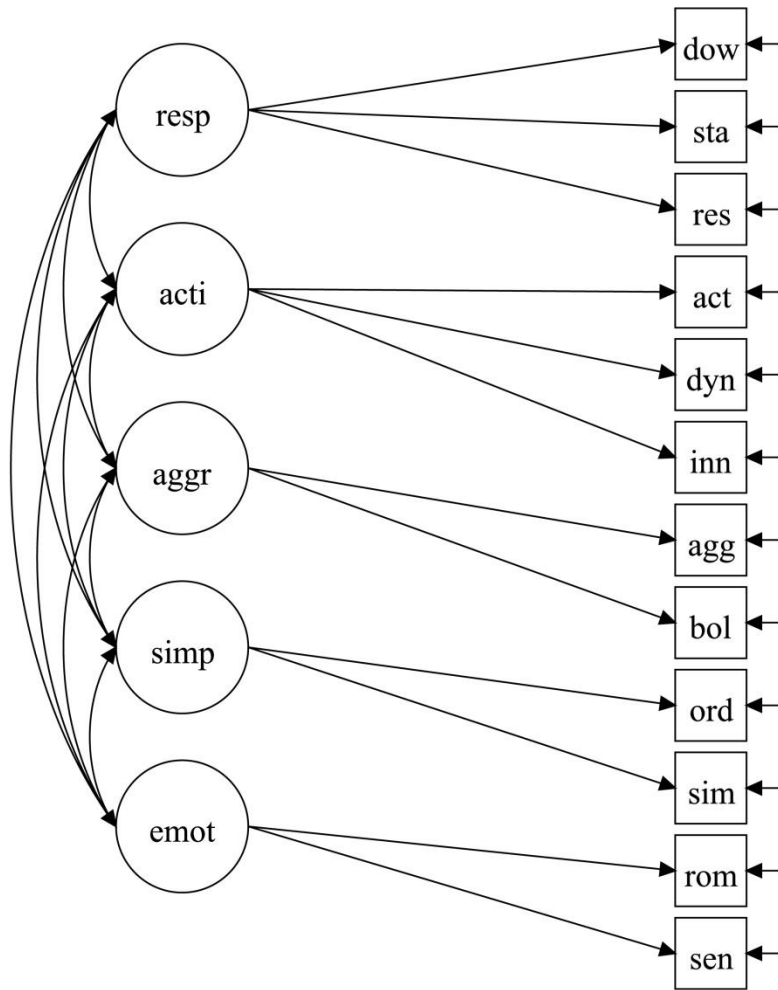 resp
acti
aggr
simp
emot
dow
sta
res
act
dyn
inn
agg
bol
ord
sim
rom
sen